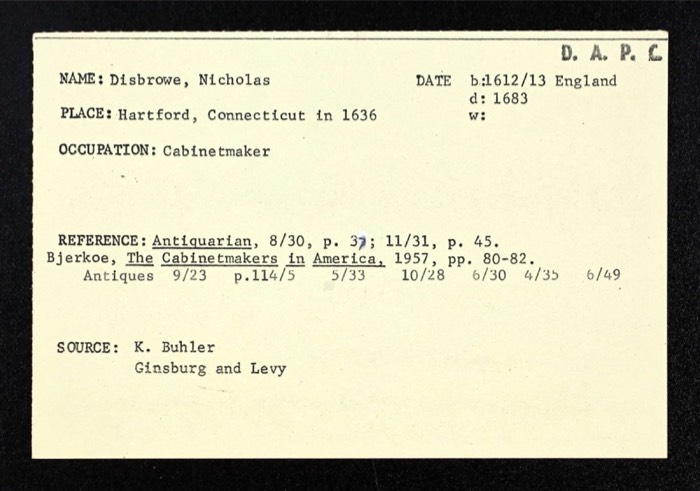 D. A. P. C
NAME: Disbrowe, Nicholas DATE b:1612/13 England
d: 1683
PLACE: Hartford, Connecticut in 1636 w:
OCCUPATION: Cabinetmaker
REFERENCE: Antiquarian, 8/30, p. 37; 11/31, p. 45.
Bjerkoe, The Cabinetmakers in America, 1957, pp. 80-82.
Antiques 9/23 p.114/5 5/33 10/28 6/30 4/35 6/49
SOURCE: K. Buhler
Ginsburg and Levy